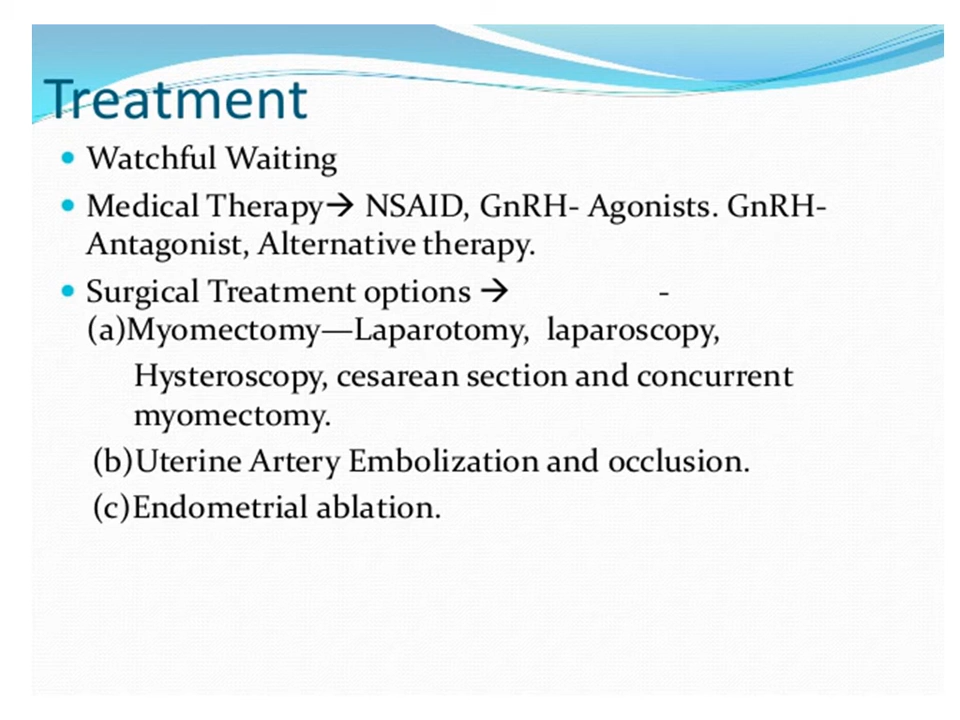 Treatment
• Watchful Waiting
• Medical Therapy→ NSAID, GnRH- Agonists. GnRH-
Antagonist, Alternative therapy.
• Surgical Treatment options → -
(a)Myomectomy—Laparotomy, laparoscopy,
Hysteroscopy, cesarean section and concurrent
myomectomy.
(b)Uterine Artery Embolization and occlusion.
(c)Endometrial ablation.